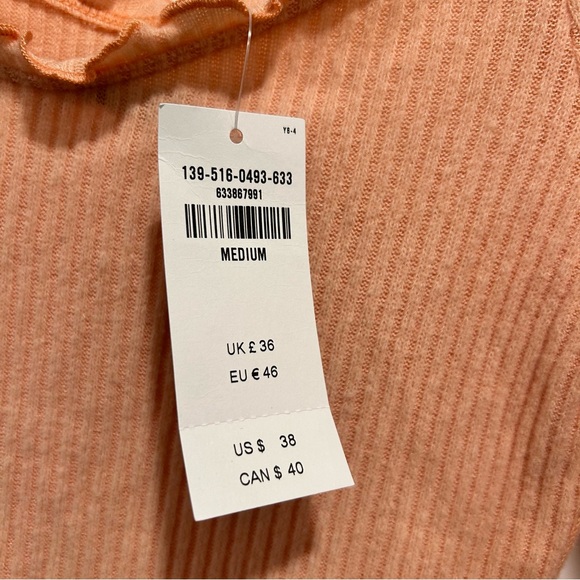 Y8-4
139-516-0493-633
633867991
MEDIUM
UK £ 36
EU € 46
US $ 38
CAN $ 40